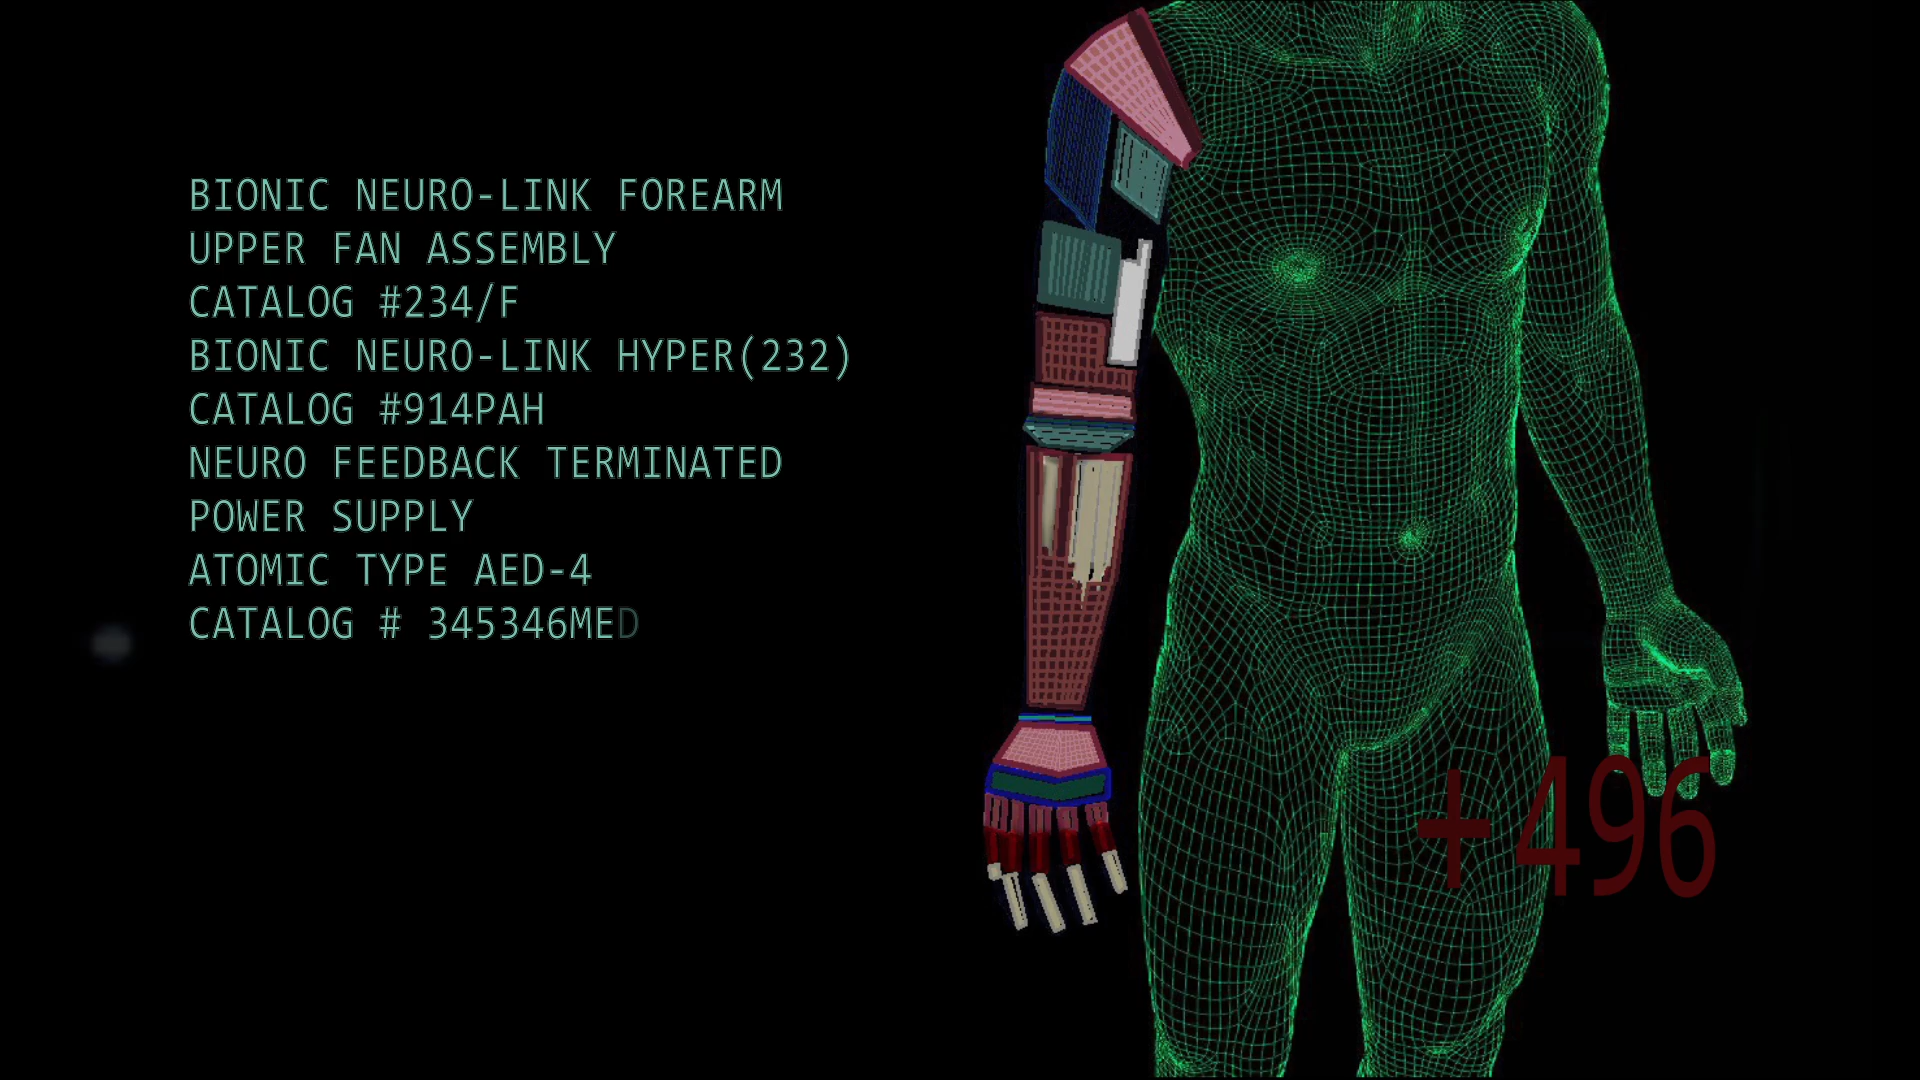 BIONIC NEURO-LINK FOREARM
UPPER FAN ASSEMBLY
CATALOG #234/F
BIONIC NEURO-LINK HYPER(232)
CATALOG #914PAH
NEURO FEEDBACK TERMINATED
POWER SUPPLY
ATOMIC TYPE AED-4
CATALOG # 345346MED
+496